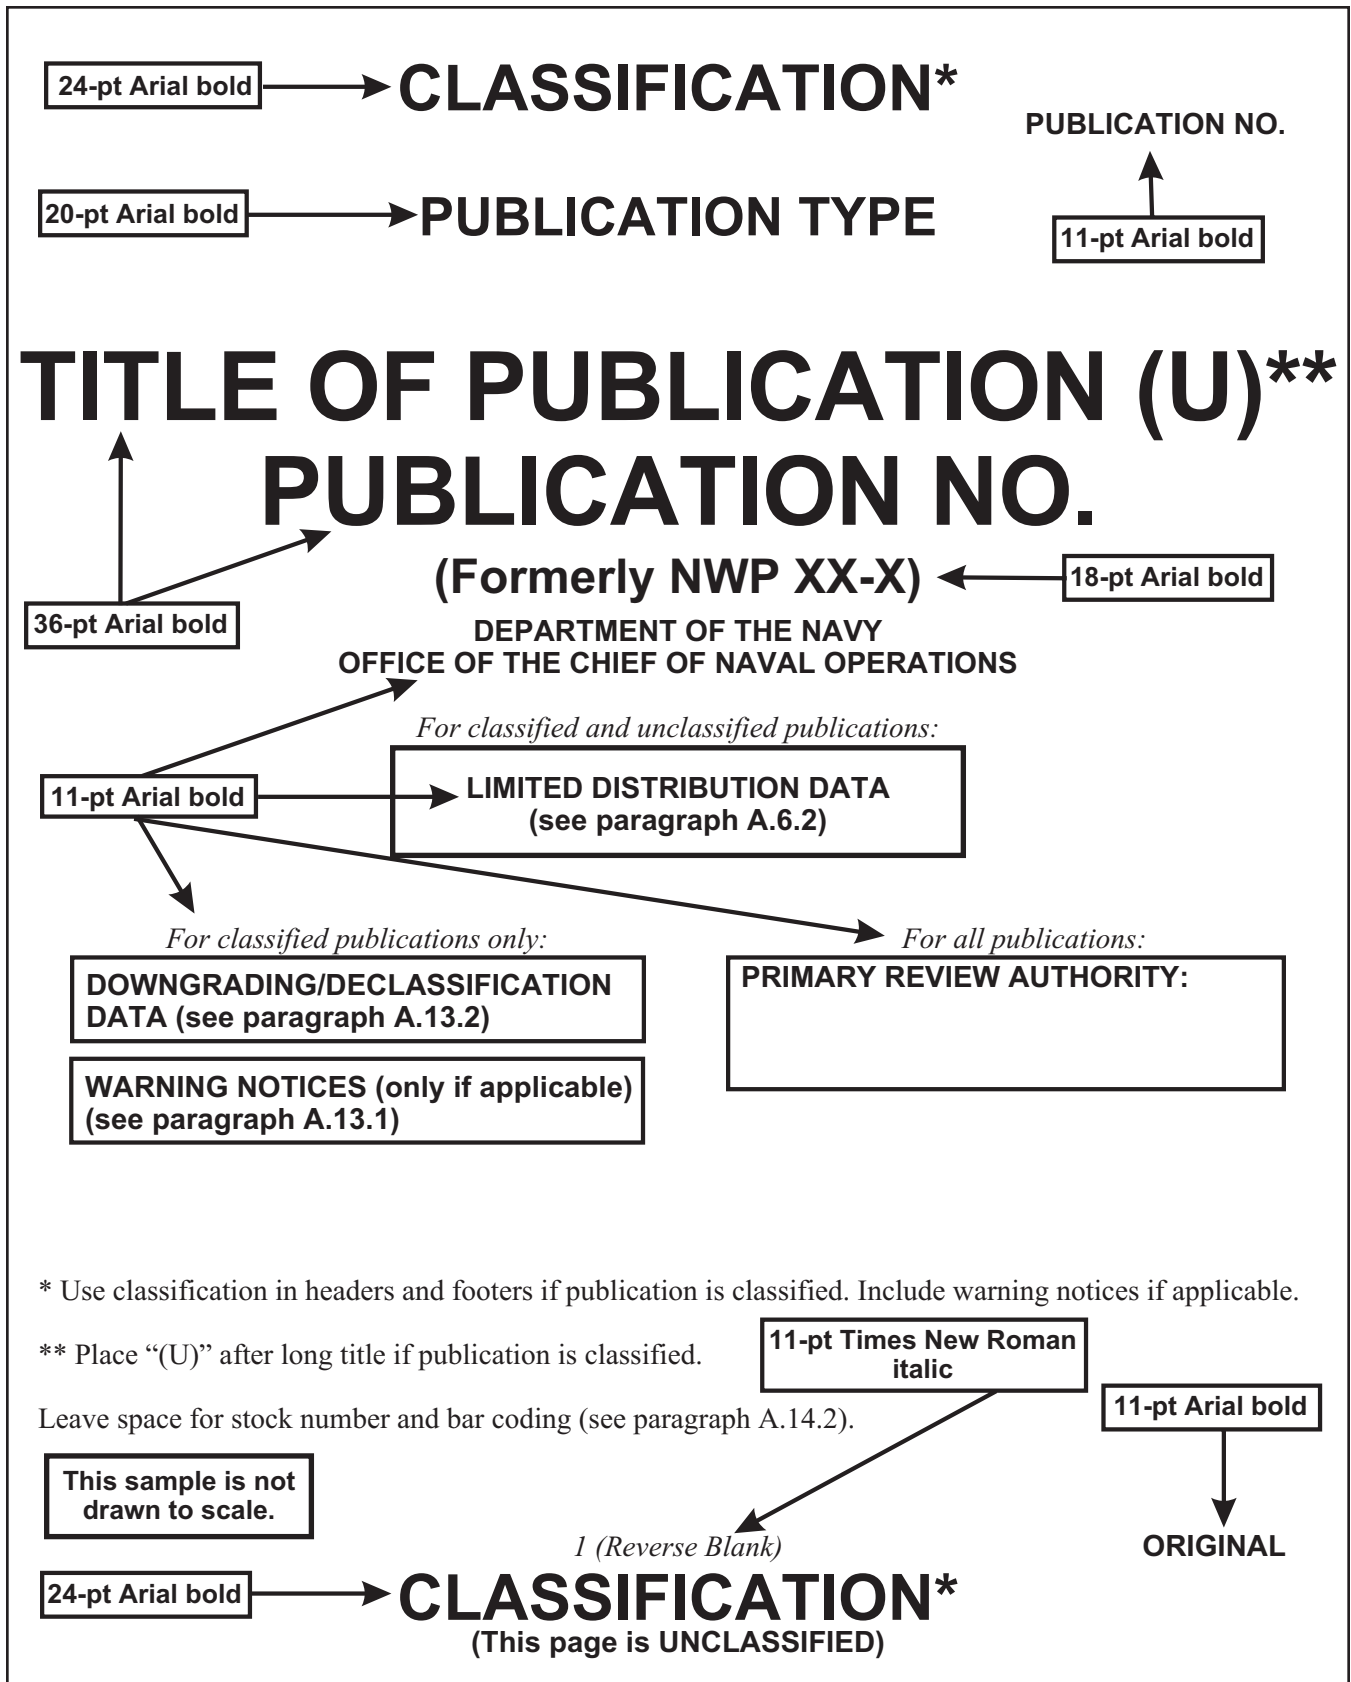 24-pt Arial bold
CLASSIFICATION*
PUBLICATION NO.
20-pt Arial bold
PUBLICATION TYPE
11-pt Arial bold
TITLE OF PUBLICATION (U)**
PUBLICATION NO.
(Formerly NWP XX-X)
18-pt Arial bold
36-pt Arial bold
DEPARTMENT OF THE NAVY
OFFICE OF THE CHIEF OF NAVAL OPERATIONS
For classified and unclassified publications:
11-pt Arial bold
LIMITED DISTRIBUTION DATA
(see paragraph A.6.2)
For classified publications only:
DOWNGRADING/DECLASSIFICATION
DATA (see paragraph A.13.2)
WARNING NOTICES (only if applicable)
(see paragraph A.13.1)
For all publications:
PRIMARY REVIEW AUTHORITY:
* Use classification in headers and footers if publication is classified. Include warning notices if applicable.
** Place “(U)” after long title if publication is classified.
11-pt Times New Roman
italic
11-pt Arial bold
Leave space for stock number and bar coding (see paragraph A.14.2).
This sample is not
drawn to scale.
1 (Reverse Blank)
ORIGINAL
24-pt Arial bold
CLASSIFICATION*
(This page is UNCLASSIFIED)